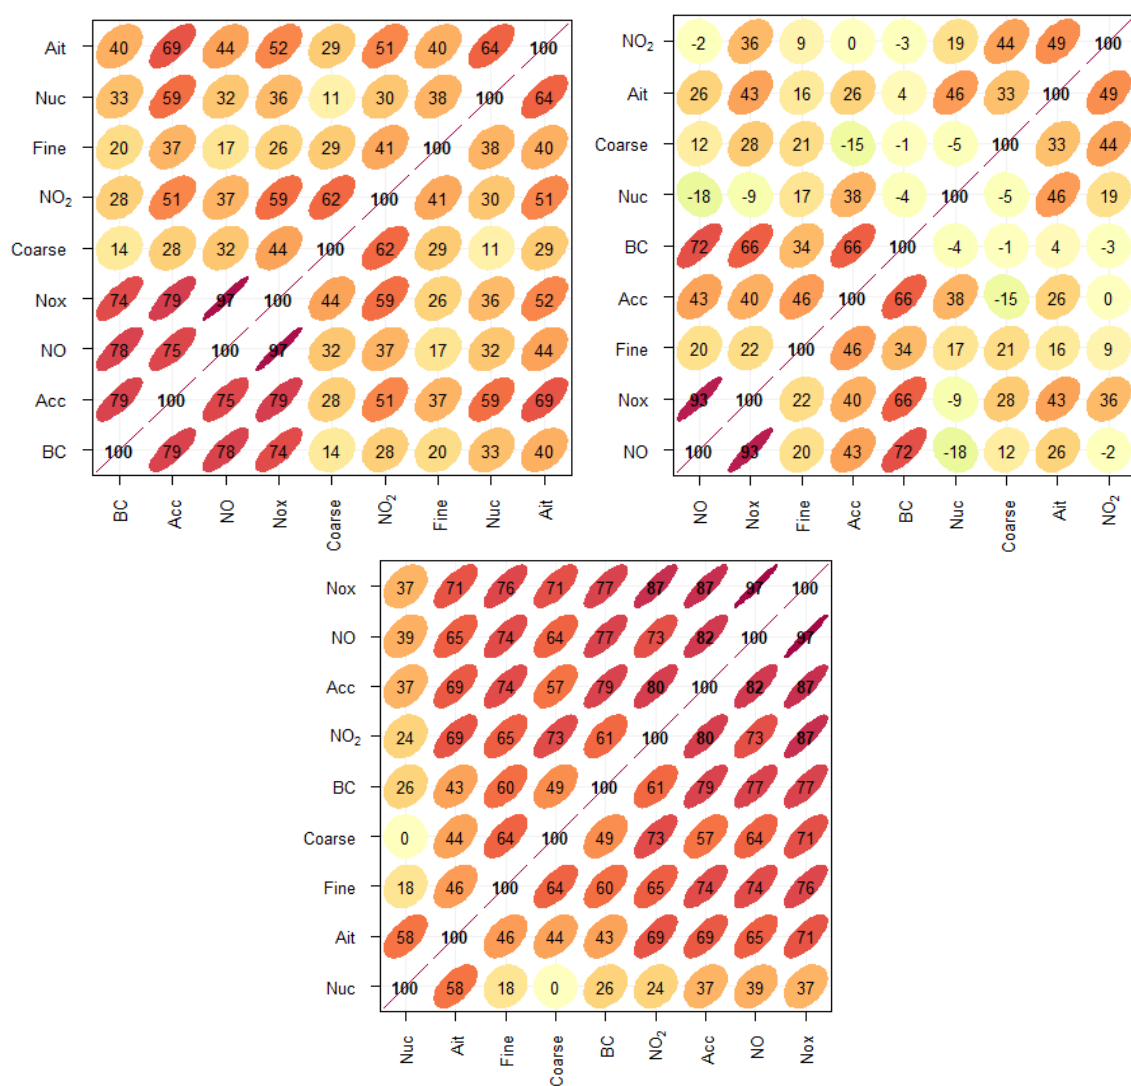 Ait 40 69 44 52 29 51 40 64 100
Nuc 33 59 32 36 11 30 38 100 64
Fine 20 37 17 26 29 41 100 38 40
NO₂ 28 51 37 59 62 100 41 30 51
Coarse 14 28 32 44 100 62 29 11 29
Nox 74 79 97 100 44 59 26 36 52
NO 78 75 100 97 32 37 17 32 44
Acc 79 100 75 79 28 51 37 59 69
BC 100 79 78 74 14 28 20 33 40
BC Acc NO Nox Coarse NO₂ Fine Nuc Ait
NO₂ -2 36 9 0 -3 19 44 49 100
Ait 26 43 16 26 4 46 33 100 49
Coarse 12 28 21 -15 -1 -5 100 33 44
Nuc -18 -9 17 38 -4 100 -5 46 19
BC 72 66 34 66 100 -4 -1 4 -3
Acc 43 40 46 100 66 38 -15 26 0
Fine 20 22 100 46 34 17 21 16 9
Nox 93 100 22 40 66 -9 28 43 36
NO 100 93 20 43 72 -18 12 26 -2
NO Nox Fine Acc BC Nuc Coarse Ait NO₂
Nox 37 71 76 71 77 87 87 97 100
NO 39 65 74 64 77 73 82 100 97
Acc 37 69 74 57 79 80 100 82 87
NO₂ 24 69 65 73 61 100 80 73 87
BC 26 43 60 49 100 61 79 77 77
Coarse 0 44 64 100 49 73 57 64 71
Fine 18 46 100 64 60 65 74 74 76
Ait 58 100 46 44 43 69 69 65 71
Nuc 100 58 18 0 26 24 37 39 37
Nuc Ait Fine Coarse BC NO₂ Acc NO Nox